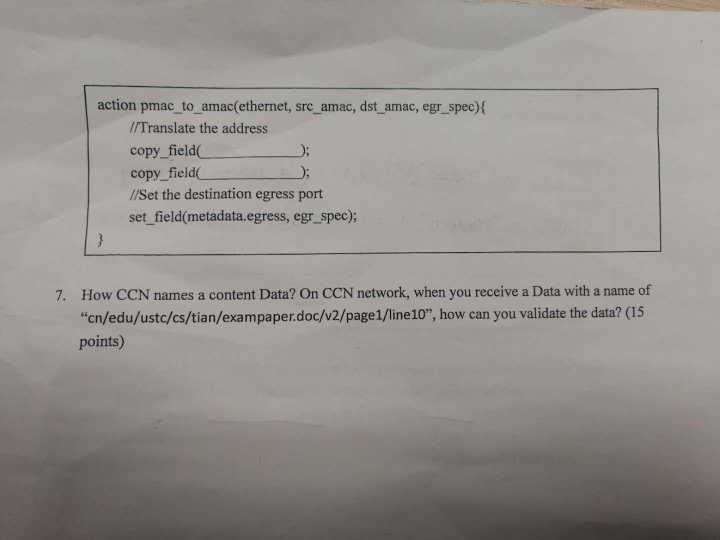 action pmac_to_amac(ethernet, src_amac, dst_amac, egr_spec){
//Translate the address
copy_field(____________);
copy_field(____________);
//Set the destination egress port
set_field(metadata.egress, egr_spec);
}
7. How CCN names a content Data? On CCN network, when you receive a Data with a name of
“cn/edu/ustc/cs/tian/exampaper.doc/v2/page1/line10”, how can you validate the data? (15
points)